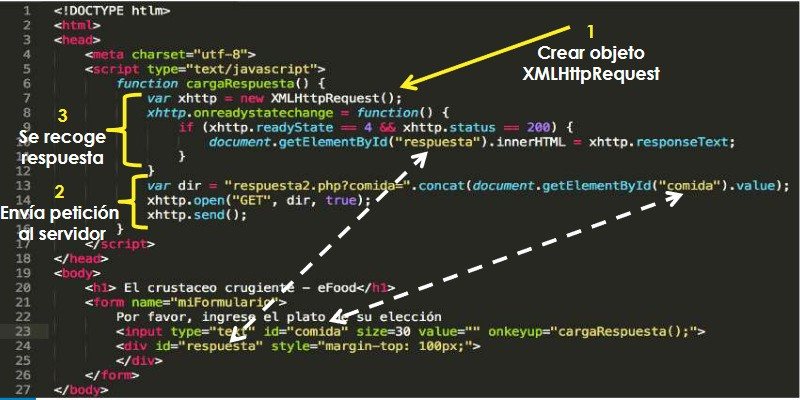 1 <!DOCTYPE htlm>
2 <html>
3 <head>
4 <meta charset="utf-8">
5 <script type="text/javascript">
6 function cargaRespuesta() {
7 var xhttp = new XMLHttpRequest();
8 xhttp.onreadystatechange = function() {
9 if (xhttp.readyState == 4 && xhttp.status == 200) {
10 document.getElementById("respuesta").innerHTML = xhttp.responseText;
11 }
12 }
13 var dir = "respuesta2.php?comida=".concat(document.getElementById("comida").value);
14 xhttp.open("GET", dir, true);
15 xhttp.send();
16 }
17 </script>
18 </head>
19 <body>
20 <h1> El crustaceo crugiente - eFood</h1>
21 <form name="miFormulario">
22 Por favor, ingrese el plato de su elección
23 <input type="text" id="comida" size=30 value="" onkeyup="cargaRespuesta();">
24 <div id="respuesta" style="margin-top: 100px;">
25 </div>
26 </form>
27 </body>
1
Crear objeto
XMLHttpRequest
3
Se recoge
respuesta
2
Envía petición
al servidor